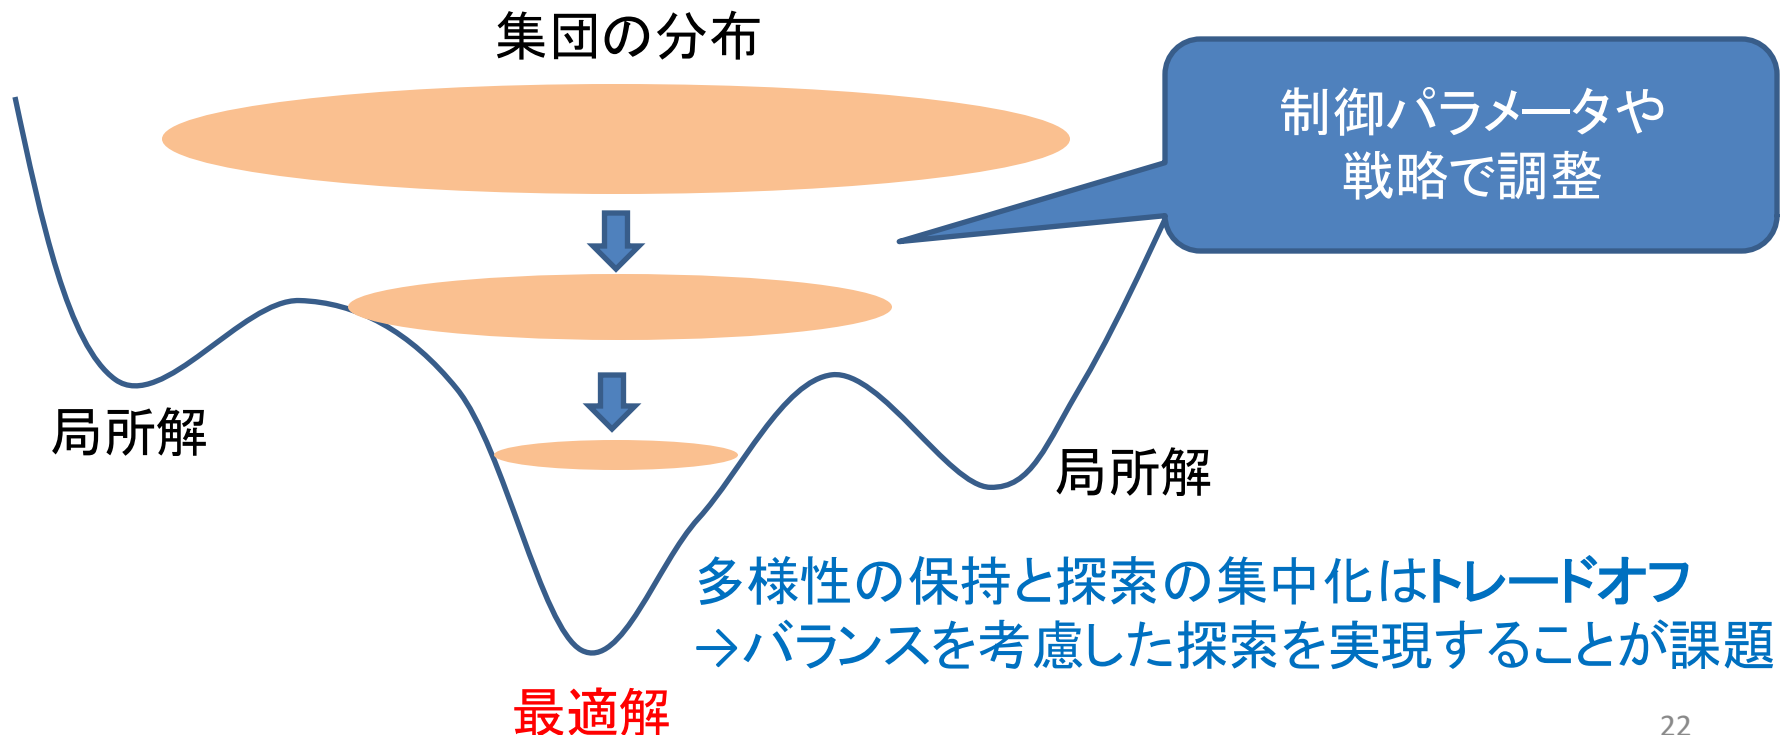 集団の分布
制御パラメータや
戦略で調整
局所解
局所解
多様性の保持と探索の集中化はトレードオフ
→バランスを考慮した探索を実現することが課題
最適解
22